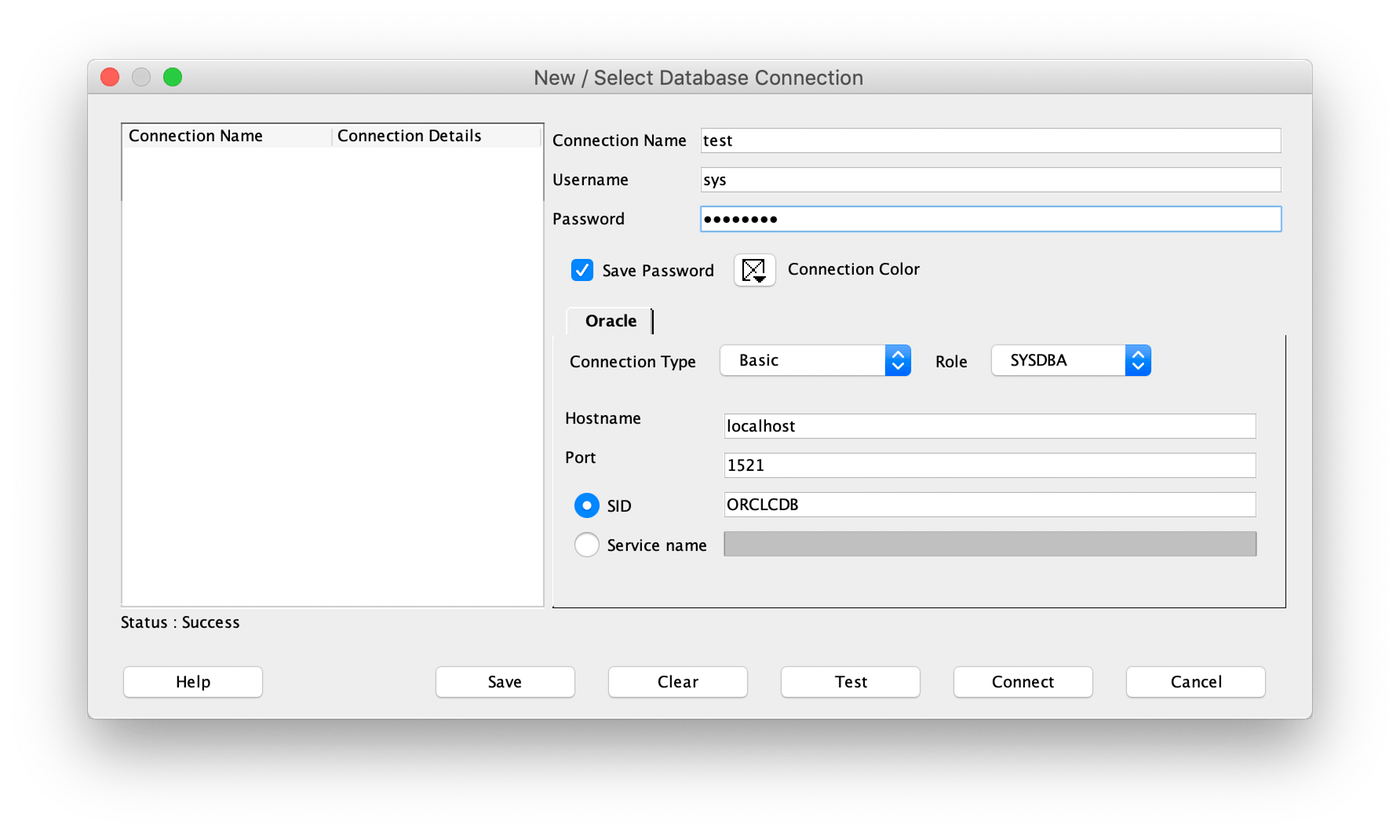 New / Select Database Connection
Connection Name Connection Details
Connection Name test
Username sys
Password ••••••••
Save Password Connection Color
Oracle
Connection Type Basic Role SYSDBA
Hostname localhost
Port 1521
SID ORCLCDB
Service name
Status : Success
Help Save Clear Test Connect Cancel